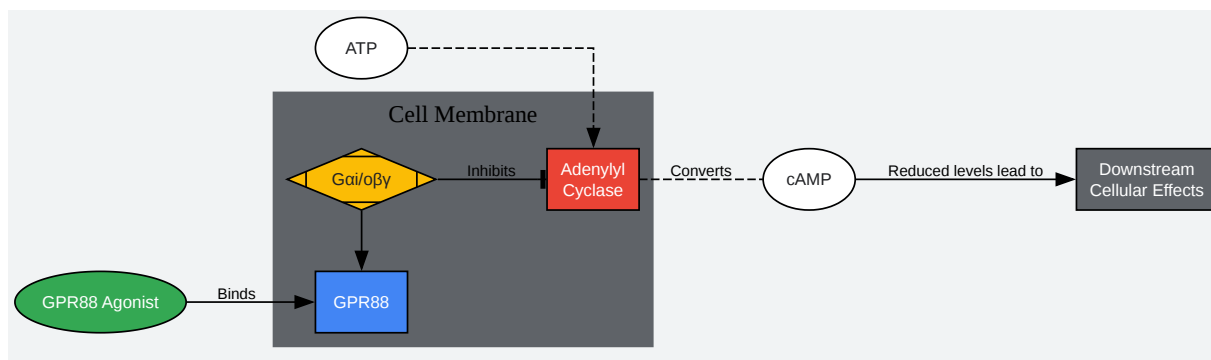 ATP
Cell Membrane
Gαi/oβγ
Inhibits
Adenylyl
Cyclase
Converts
cAMP
Reduced levels lead to
Downstream
Cellular Effects
GPR88 Agonist
Binds
GPR88